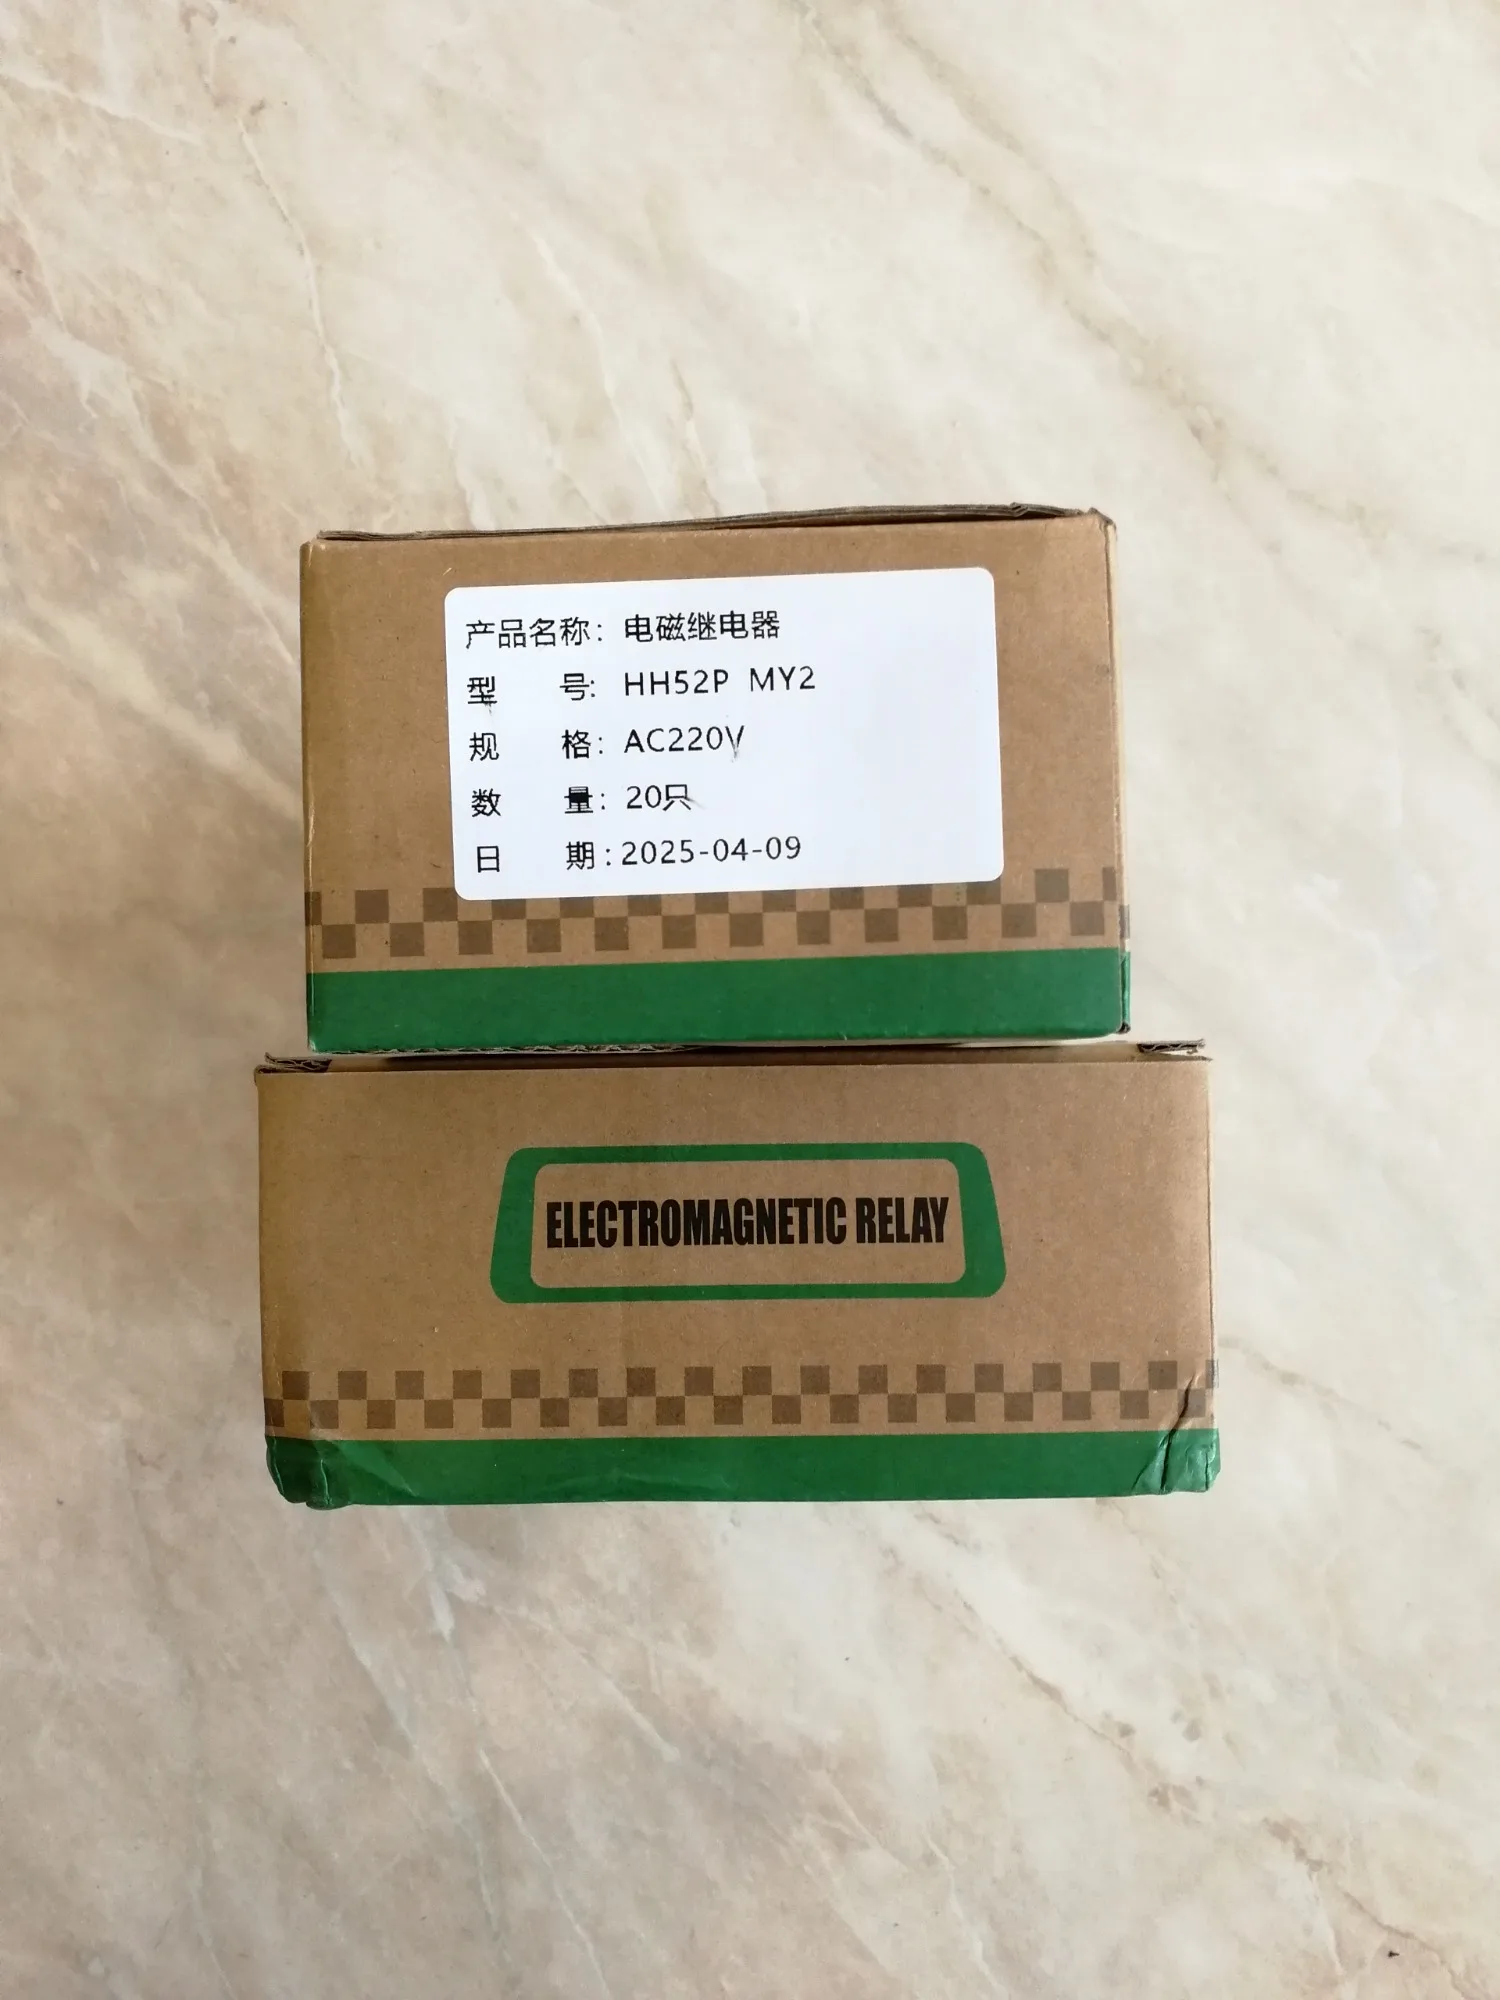 产品名称：电磁继电器
型 号：HH52P MY2
规 格：AC220V
数 量：20只
日 期：2025-04-09
ELECTROMAGNETIC RELAY